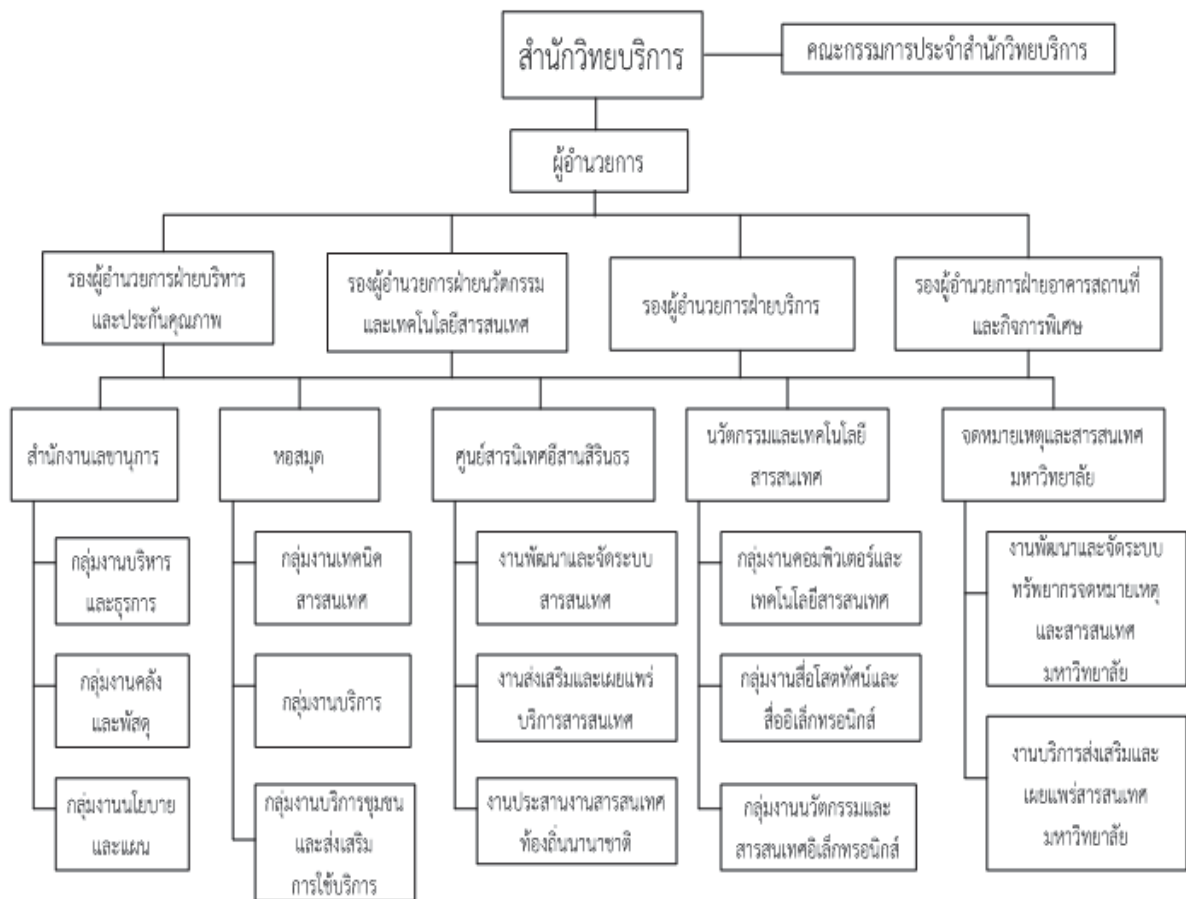 สำนักวิทยบริการ
คณะกรรมการประจำสำนักวิทยบริการ
ผู้อำนวยการ
รองผู้อำนวยการฝ่ายบริหาร
และประกันคุณภาพ
รองผู้อำนวยการฝ่ายนวัตกรรม
และเทคโนโลยีสารสนเทศ
รองผู้อำนวยการฝ่ายบริการ
รองผู้อำนวยการฝ่ายอาคารสถานที่
และกิจการพิเศษ
สำนักงานเลขานุการ
หอสมุด
ศูนย์สารนิเทศอีสานสิรินธร
นวัตกรรมและเทคโนโลยี
สารสนเทศ
จดหมายเหตุและสารสนเทศ
มหาวิทยาลัย
กลุ่มงานบริหาร
และธุรการ
กลุ่มงานคลัง
และพัสดุ
กลุ่มงานนโยบาย
และแผน
กลุ่มงานเทคนิค
สารสนเทศ
กลุ่มงานบริการ
กลุ่มงานบริการชุมชน
และส่งเสริม
การใช้บริการ
งานพัฒนาและจัดระบบ
สารสนเทศ
งานส่งเสริมและเผยแพร่
บริการสารสนเทศ
งานประสานงานสารสนเทศ
ท้องถิ่นนานาชาติ
กลุ่มงานคอมพิวเตอร์และ
เทคโนโลยีสารสนเทศ
กลุ่มงานสื่อโสตทัศน์และ
สื่ออิเล็กทรอนิกส์
กลุ่มงานนวัตกรรมและ
สารสนเทศอิเล็กทรอนิกส์
งานพัฒนาและจัดระบบ
ทรัพยากรจดหมายเหตุ
และสารสนเทศ
มหาวิทยาลัย
งานบริการส่งเสริมและ
เผยแพร่สารสนเทศ
มหาวิทยาลัย